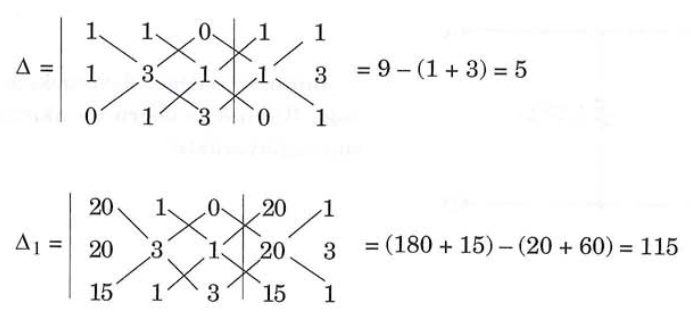 1 1 0 1 1
Δ = 1 3 1 1 3 = 9 – (1 + 3) = 5
0 1 3 0 1
20 1 0 20 1
Δ1 = 20 3 1 20 3 = (180 + 15) – (20 + 60) = 115
15 1 3 15 1